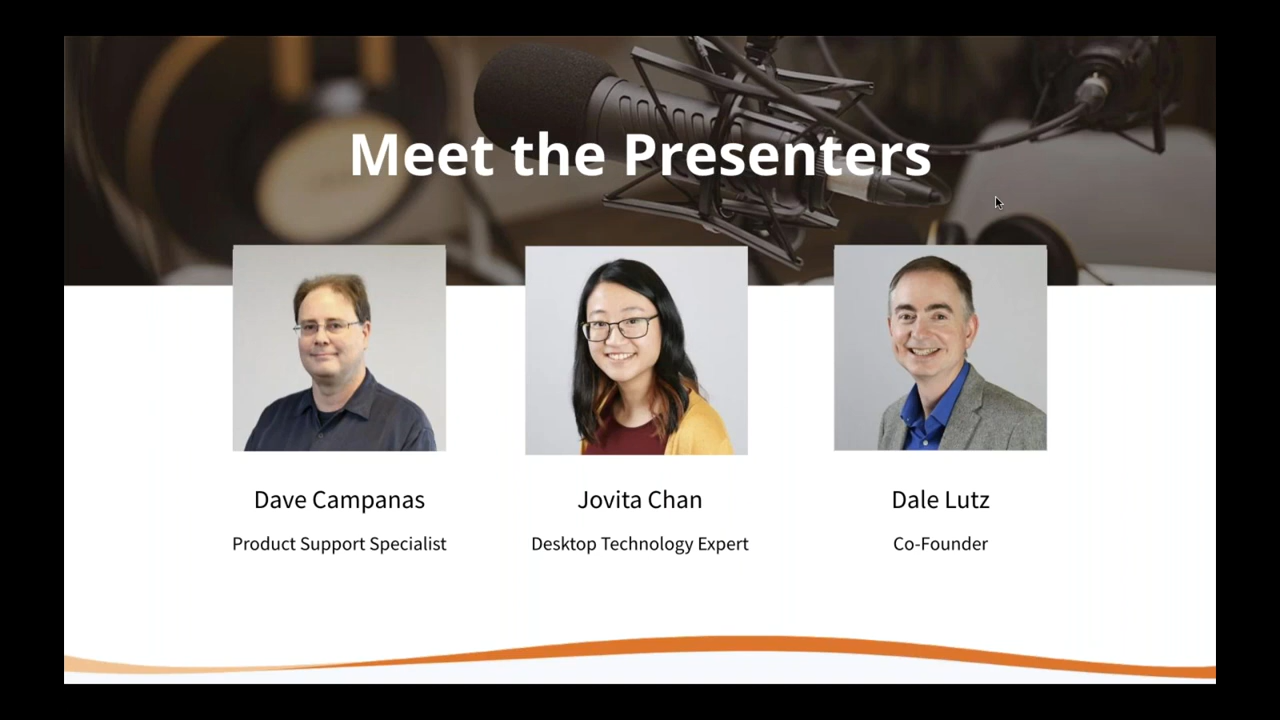 Meet the Presenters
Dave Campanas
Product Support Specialist
Jovita Chan
Desktop Technology Expert
Dale Lutz
Co-Founder